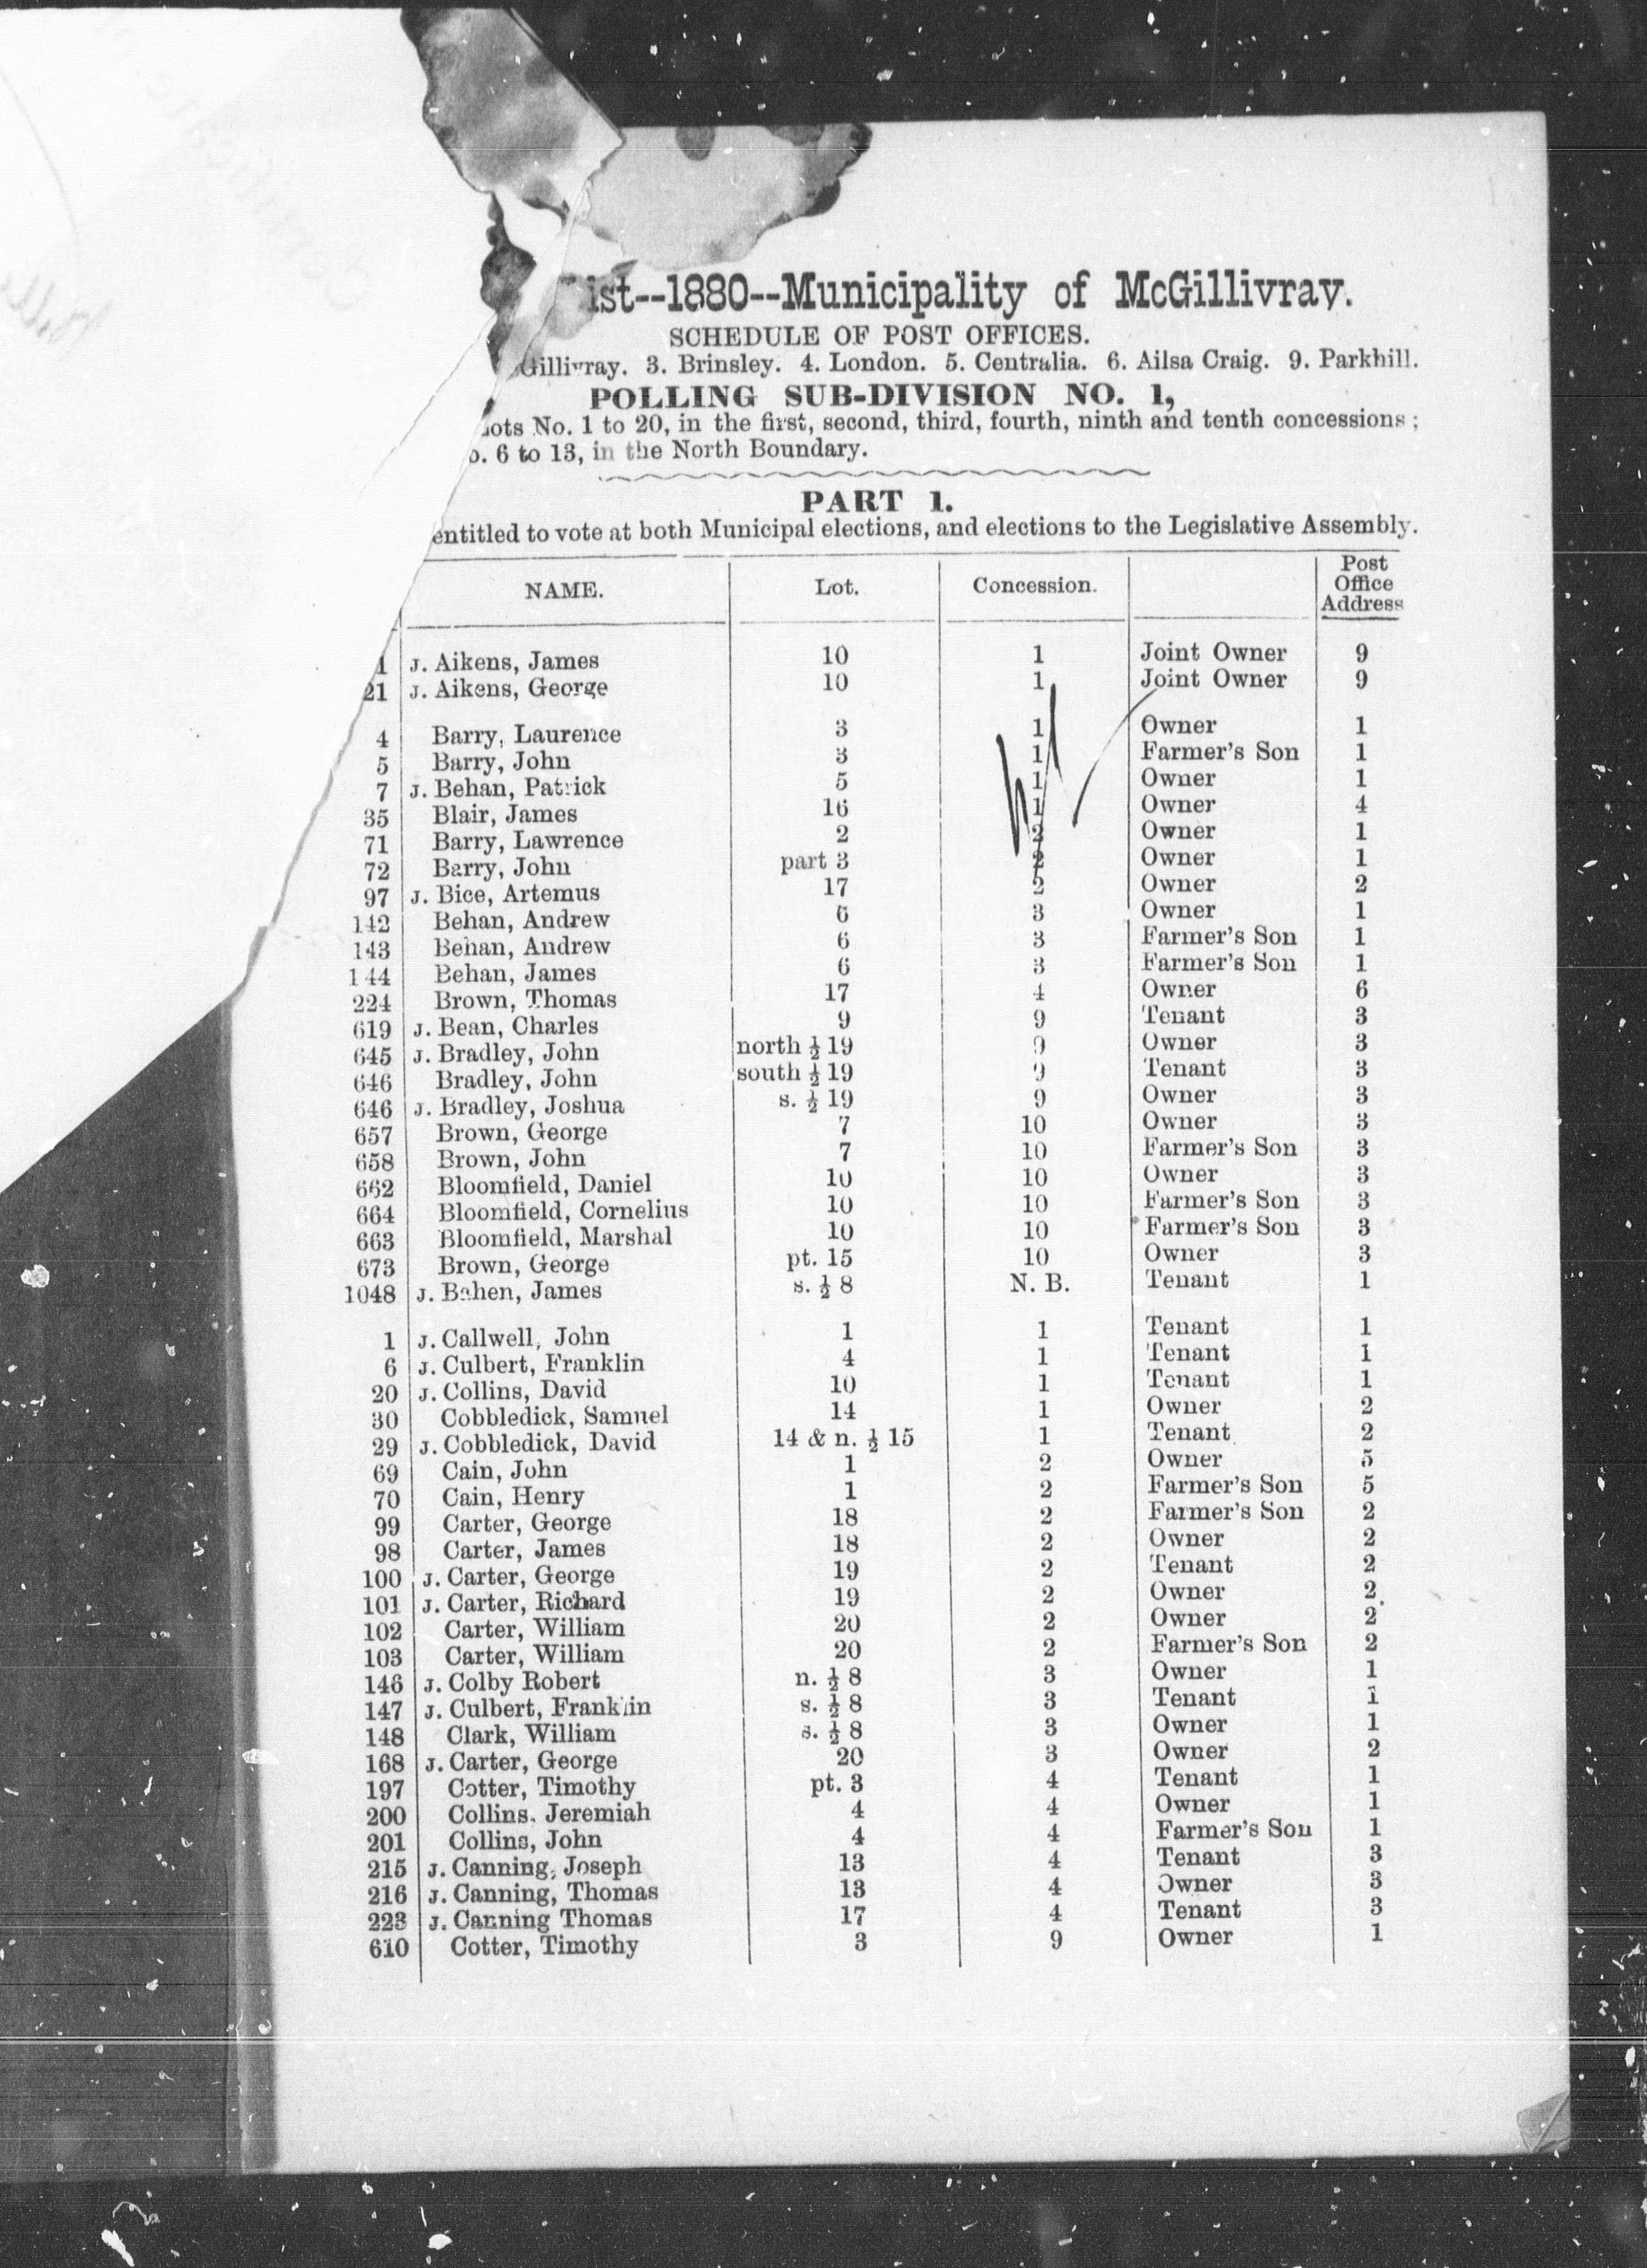 ist--1880--Municipality of McGillivray.
SCHEDULE OF POST OFFICES.
Gillivray. 3. Brinsley. 4. London. 5. Centralia. 6. Ailsa Craig. 9. Parkhill.
POLLING SUB-DIVISION NO. 1,
Lots No. 1 to 20, in the first, second, third, fourth, ninth and tenth concessions ;
o. 6 to 13, in the North Boundary.
PART 1.
entitled to vote at both Municipal elections, and elections to the Legislative Assembly.
NAME. Lot. Concession. Post Office Address
1 J. Aikens, James 10 1 Joint Owner 9
21 J. Aikens, George 10 1 Joint Owner 9
4 Barry, Laurence 3 1 Owner 1
5 Barry, John 3 1 Farmer's Son 1
7 J. Behan, Patrick 5 1 Owner 1
35 Blair, James 16 1 Owner 4
71 Barry, Lawrence 2 2 Owner 1
72 Barry, John part 3 2 Owner 1
97 J. Bice, Artemus 17 2 Owner 2
142 Behan, Andrew 6 3 Owner 1
143 Behan, Andrew 6 3 Farmer's Son 1
144 Behan, James 6 3 Farmer's Son 1
224 Brown, Thomas 17 4 Owner 6
619 J. Bean, Charles 9 9 Tenant 3
645 J. Bradley, John north ½ 19 9 Owner 3
646 Bradley, John south ½ 19 9 Tenant 3
646 J. Bradley, Joshua s. ½ 19 9 Owner 3
657 Brown, George 7 10 Owner 3
658 Brown, John 7 10 Farmer's Son 3
662 Bloomfield, Daniel 10 10 Owner 3
664 Bloomfield, Cornelius 10 10 Farmer's Son 3
663 Bloomfield, Marshal 10 10 Farmer's Son 3
673 Brown, George pt. 15 10 Owner 3
1048 J. Bahen, James s. ½ 8 N. B. Tenant 1
1 J. Callwell, John 1 1 Tenant 1
6 J. Culbert, Franklin 4 1 Tenant 1
20 J. Collins, David 10 1 Tenant 1
30 Cobbledick, Samuel 14 1 Owner 2
29 J. Cobbledick, David 14 & n. ½ 15 1 Tenant 2
69 Cain, John 1 2 Owner 5
70 Cain, Henry 1 2 Farmer's Son 5
99 Carter, George 18 2 Farmer's Son 2
98 Carter, James 18 2 Owner 2
100 J. Carter, George 19 2 Tenant 2
101 J. Carter, Richard 19 2 Owner 2
102 Carter, William 20 2 Owner 2
103 Carter, William 20 2 Farmer's Son 2
146 J. Colby Robert n. ½ 8 3 Owner 1
147 J. Culbert, Franklin s. ½ 8 3 Tenant 1
148 Clark, William s. ½ 8 3 Owner 1
168 J. Carter, George 20 3 Owner 2
197 Cotter, Timothy pt. 3 4 Tenant 1
200 Collins, Jeremiah 4 4 Owner 1
201 Collins, John 4 4 Farmer's Son 1
215 J. Canning, Joseph 13 4 Tenant 3
216 J. Canning, Thomas 13 4 Owner 3
223 J. Canning Thomas 17 4 Tenant 3
610 Cotter, Timothy 3 9 Owner 1